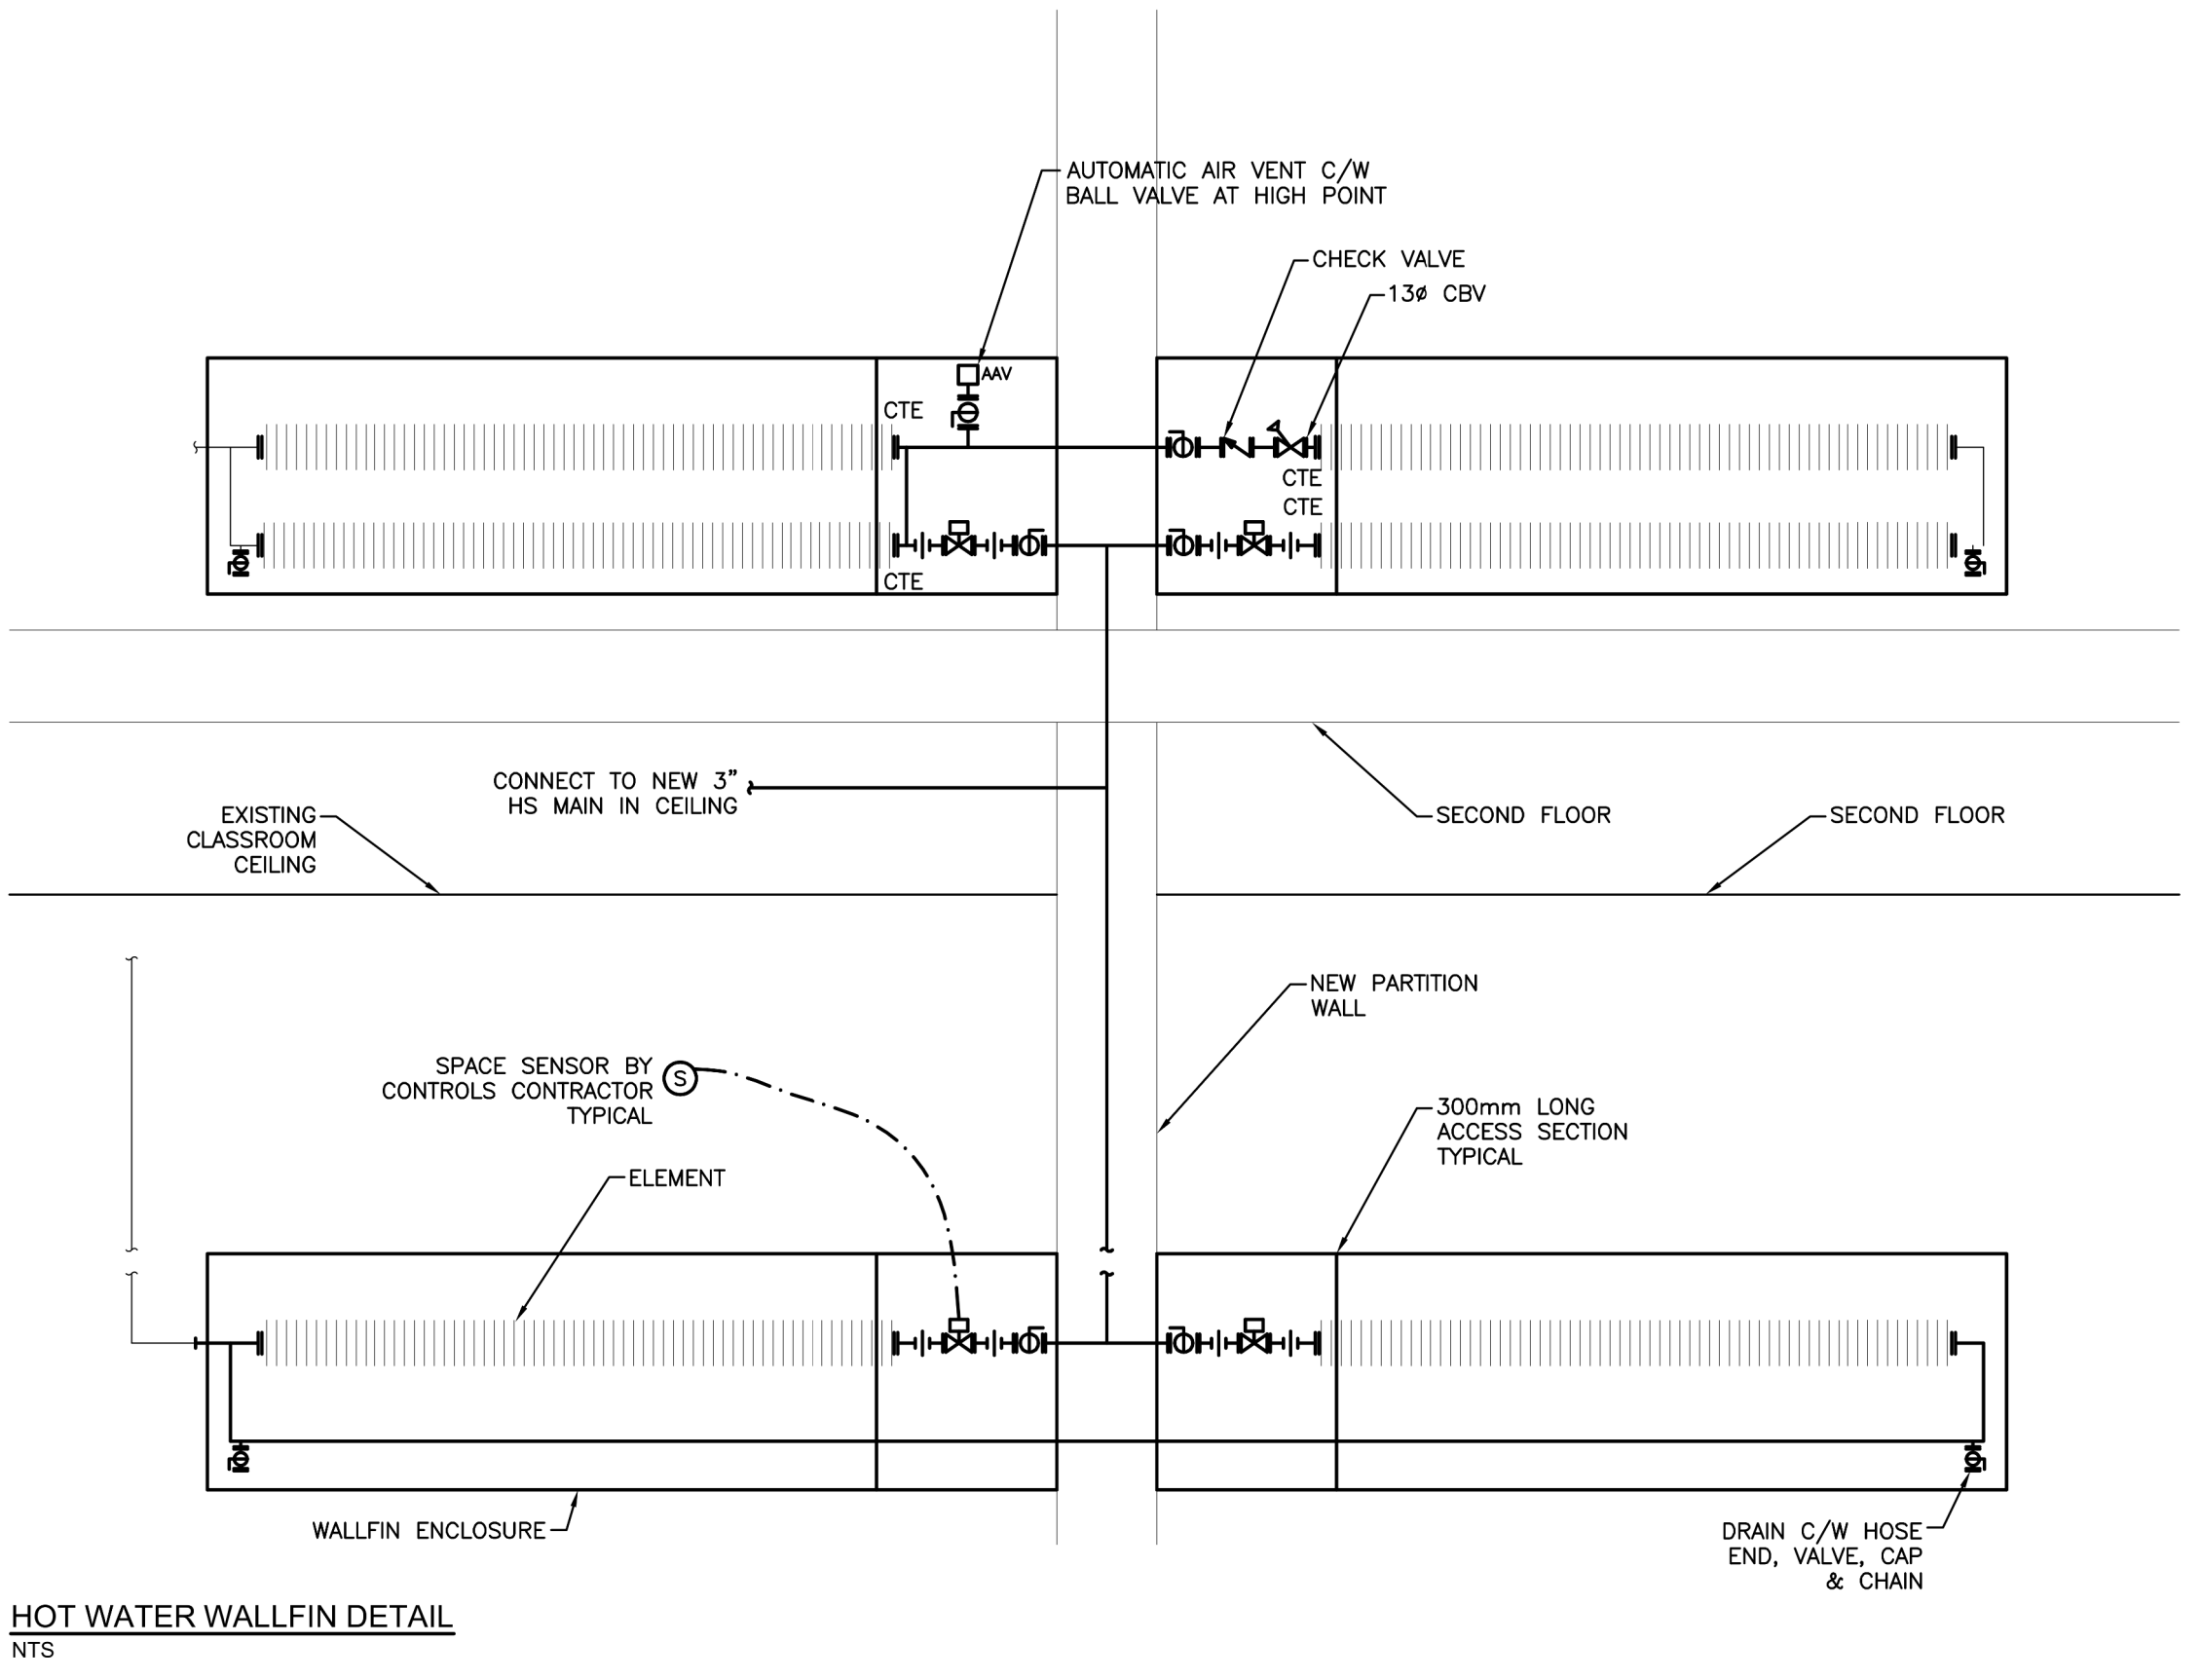 AUTOMATIC AIR VENT C/W
BALL VALVE AT HIGH POINT
CHECK VALVE
13ø CBV
AAV
CTE
CTE
CTE
CTE
CONNECT TO NEW 3”
HS MAIN IN CEILING
EXISTING
CLASSROOM
CEILING
SECOND FLOOR
SECOND FLOOR
NEW PARTITION
WALL
SPACE SENSOR BY
CONTROLS CONTRACTOR
TYPICAL
S
300mm LONG
ACCESS SECTION
TYPICAL
ELEMENT
WALLFIN ENCLOSURE
DRAIN C/W HOSE
END, VALVE, CAP
& CHAIN
HOT WATER WALLFIN DETAIL
NTS